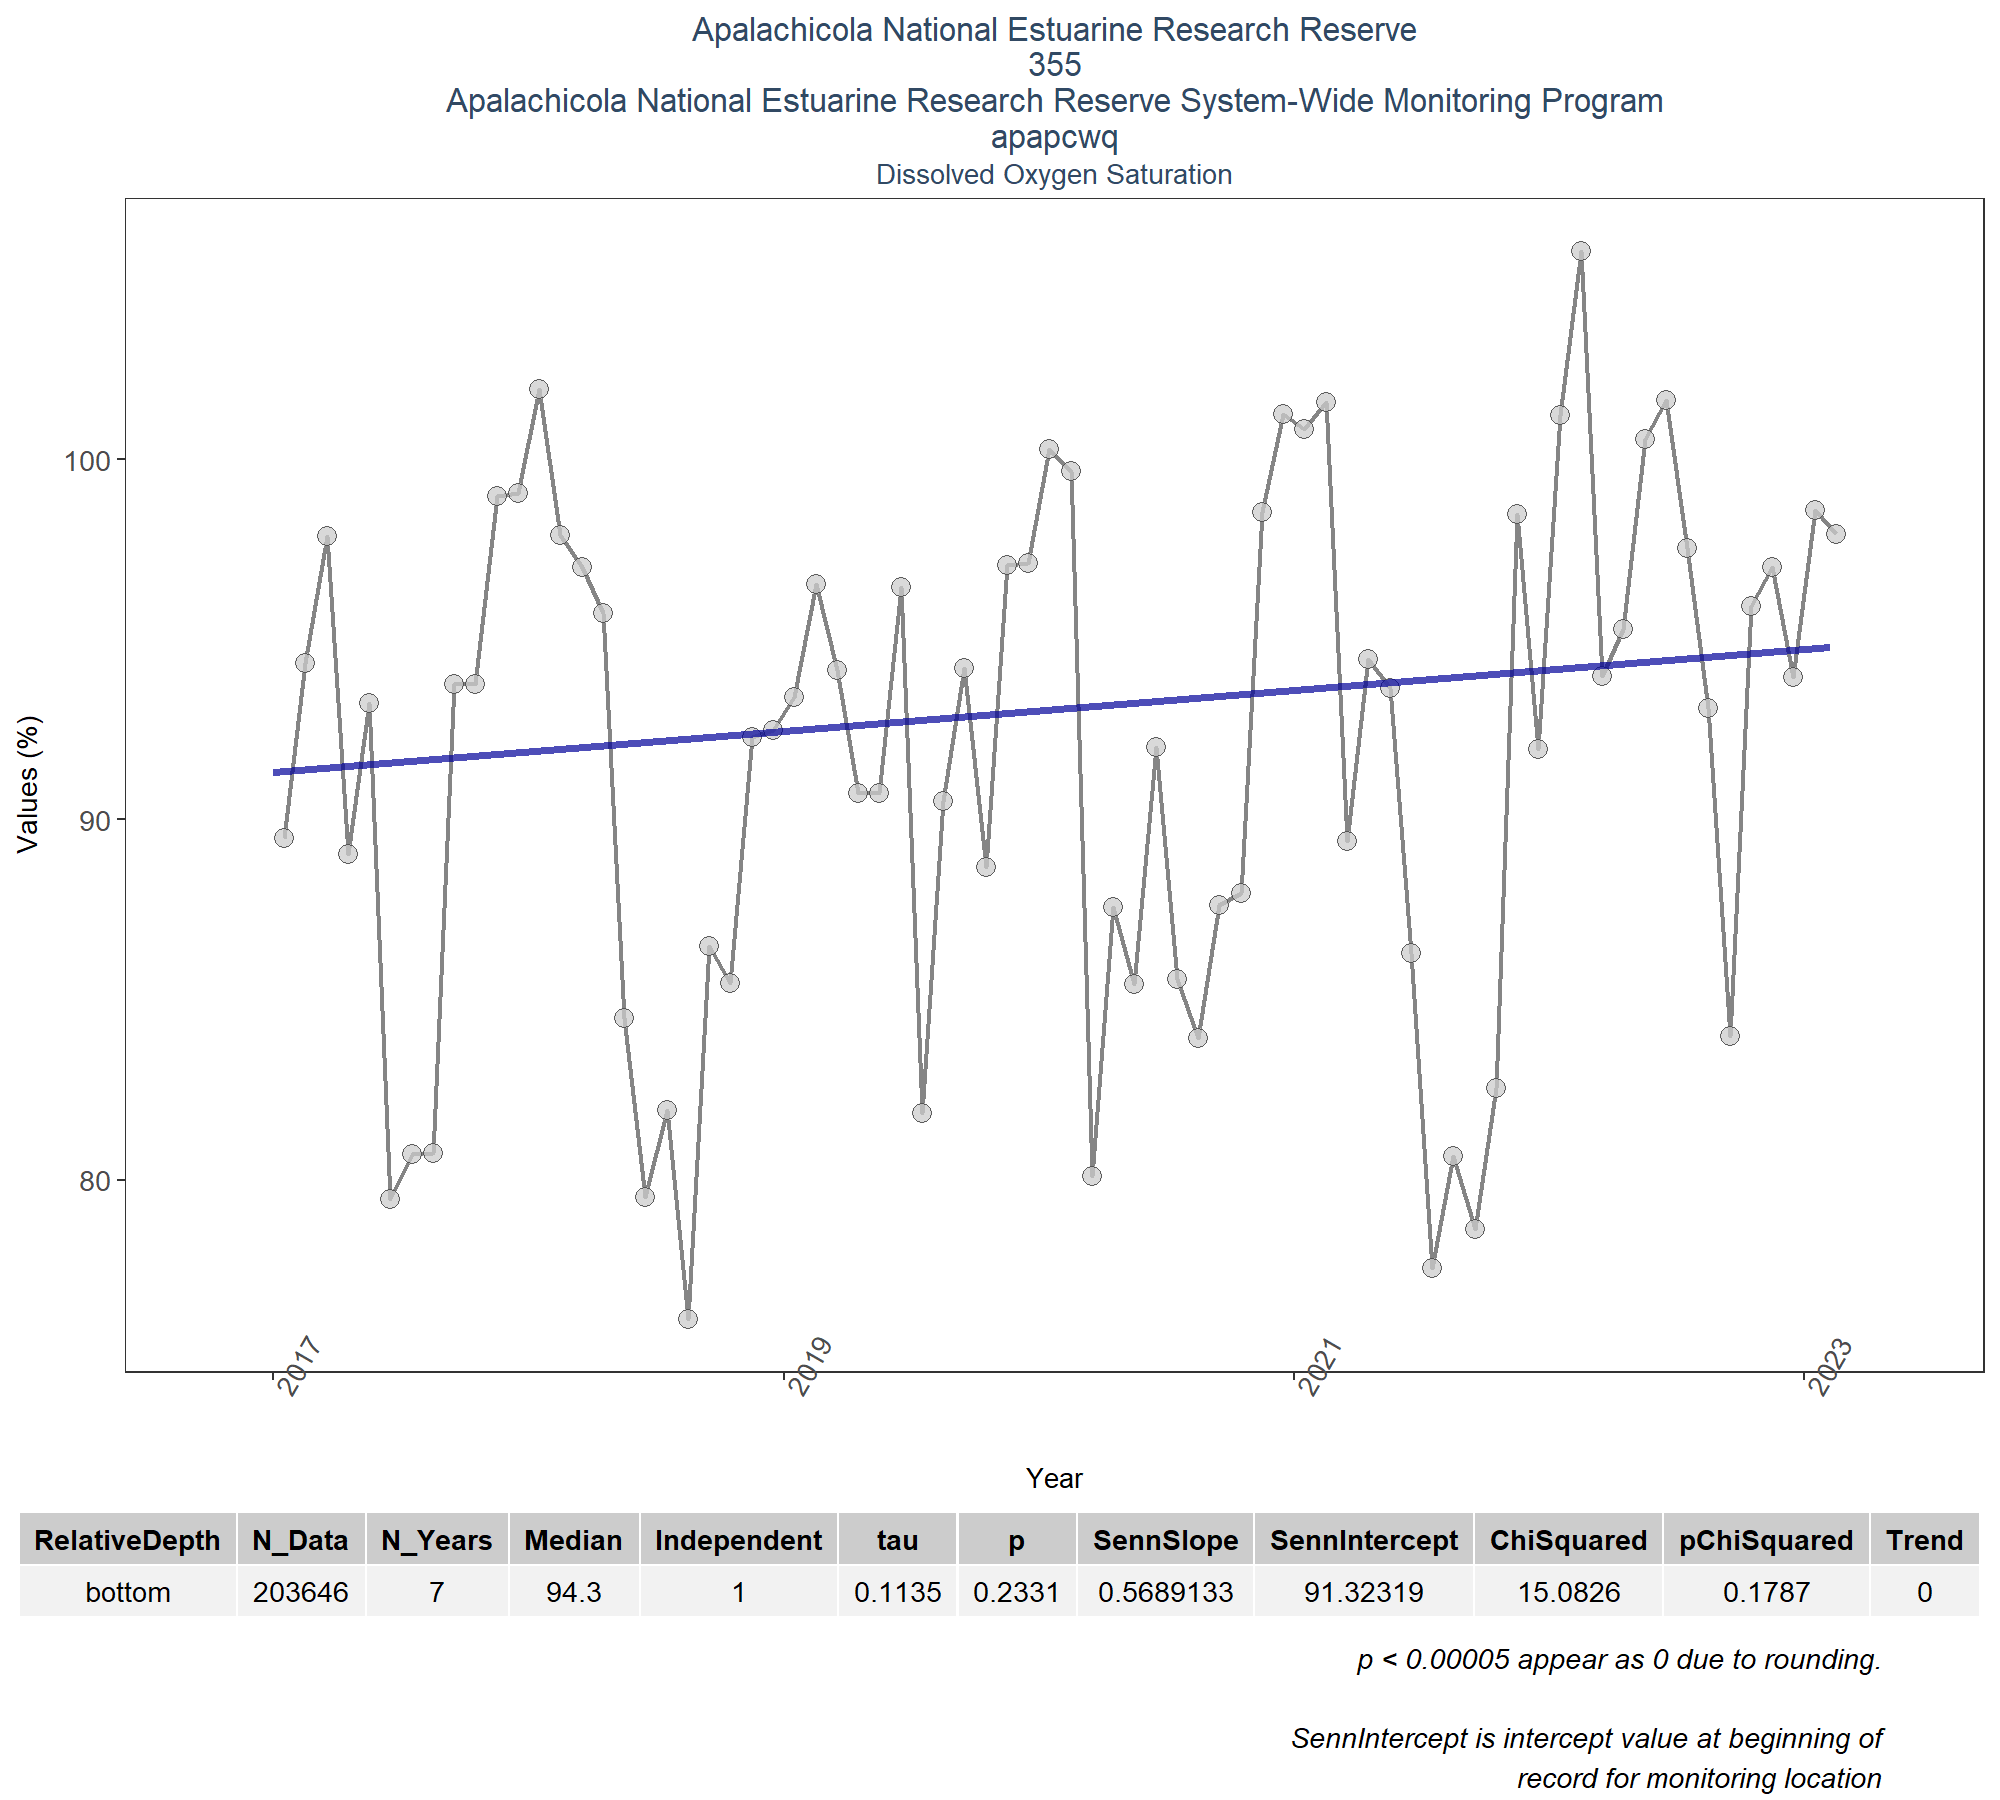 Apalachicola National Estuarine Research Reserve
355
Apalachicola National Estuarine Research Reserve System-Wide Monitoring Program
apapcwq
Dissolved Oxygen Saturation
Values (%)
100
90
80
2017 2019 2021 2023
Year
RelativeDepth N_Data N_Years Median Independent tau p SennSlope SennIntercept ChiSquared pChiSquared Trend
bottom 203646 7 94.3 1 0.1135 0.2331 0.5689133 91.32319 15.0826 0.1787 0
p < 0.00005 appear as 0 due to rounding.
SennIntercept is intercept value at beginning of
record for monitoring location